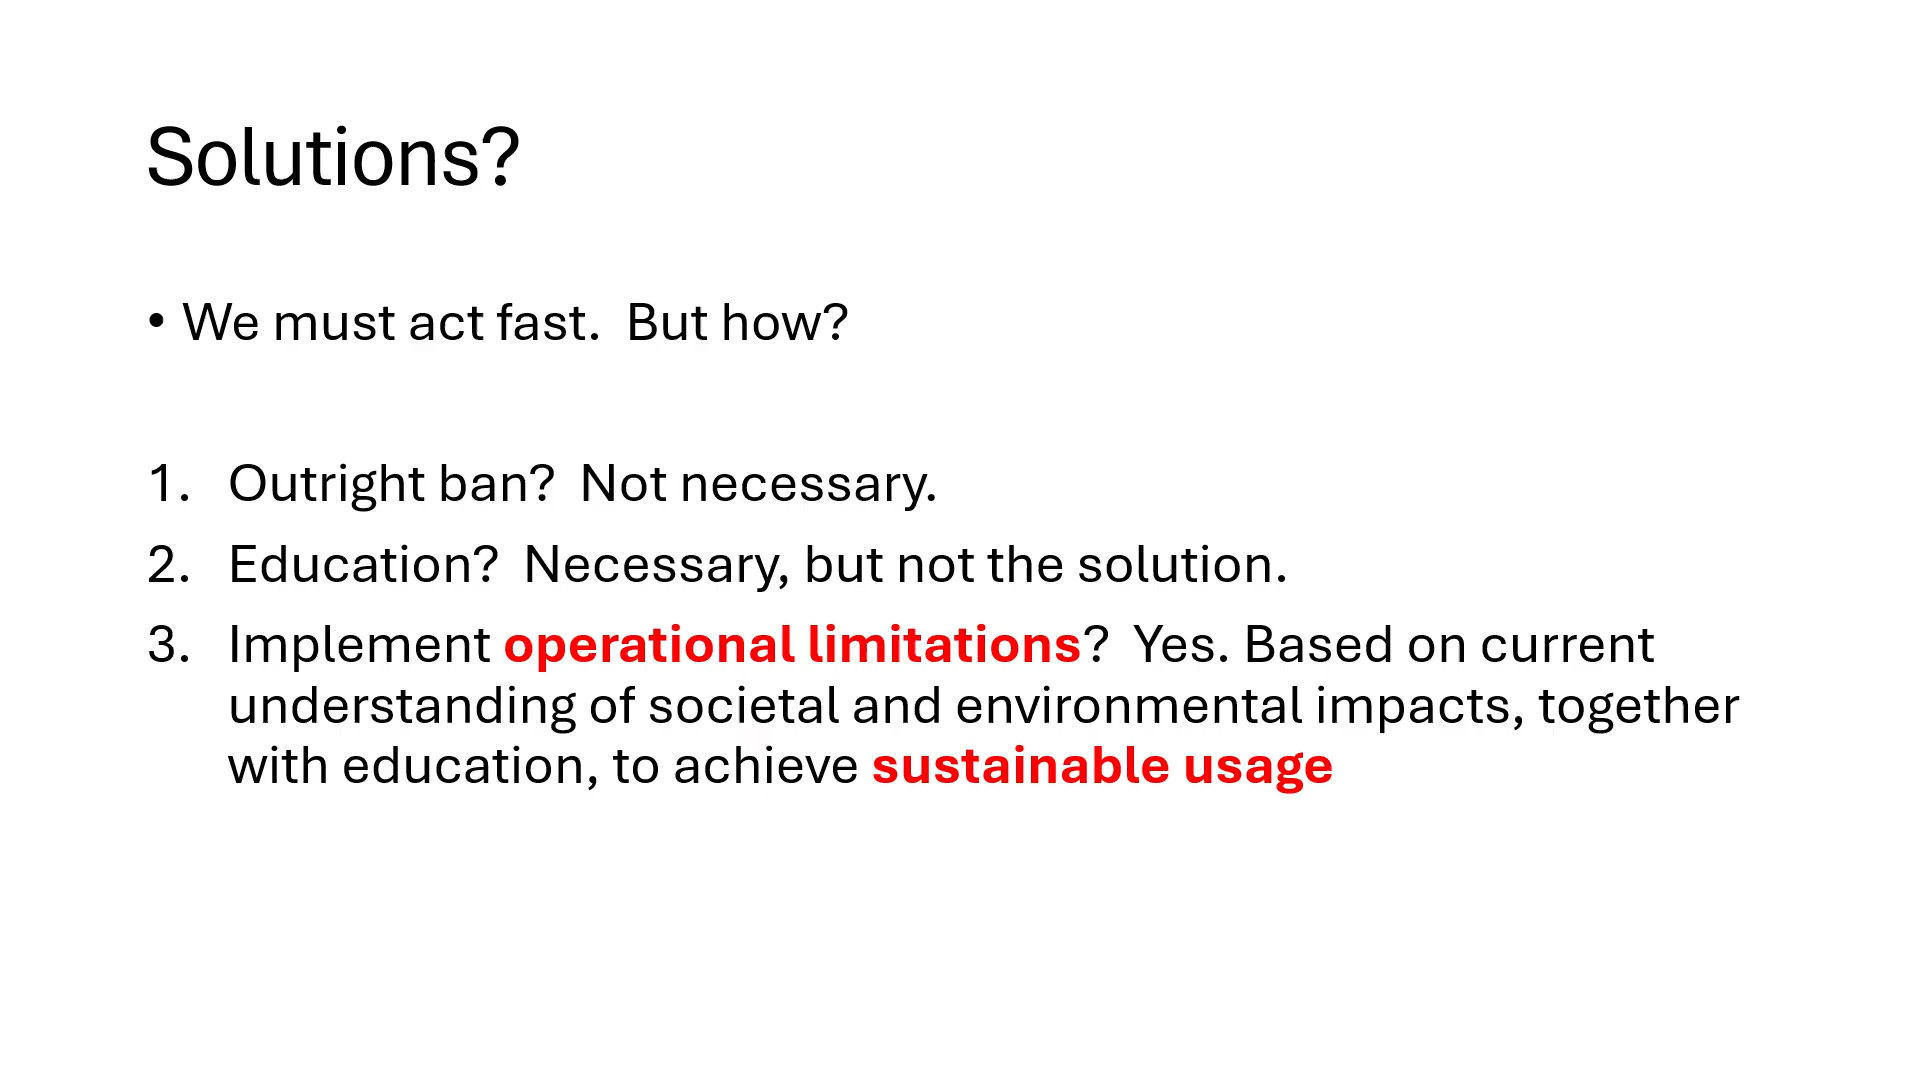 Solutions?
• We must act fast.  But how?
1. Outright ban?  Not necessary.
2. Education?  Necessary, but not the solution.
3. Implement operational limitations?  Yes. Based on current
understanding of societal and environmental impacts, together
with education, to achieve sustainable usage